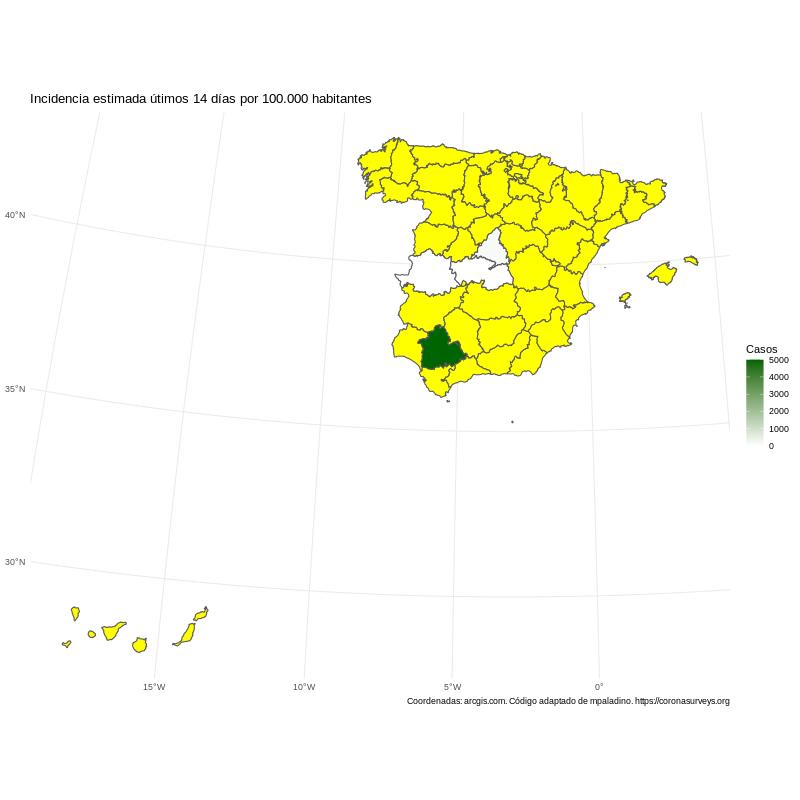 Incidencia estimada útimos 14 días por 100.000 habitantes
40°N
35°N
30°N
15°W
10°W
5°W
0°
Casos
5000
4000
3000
2000
1000
0
Coordenadas: arcgis.com. Código adaptado de mpaladino. https://coronasurveys.org